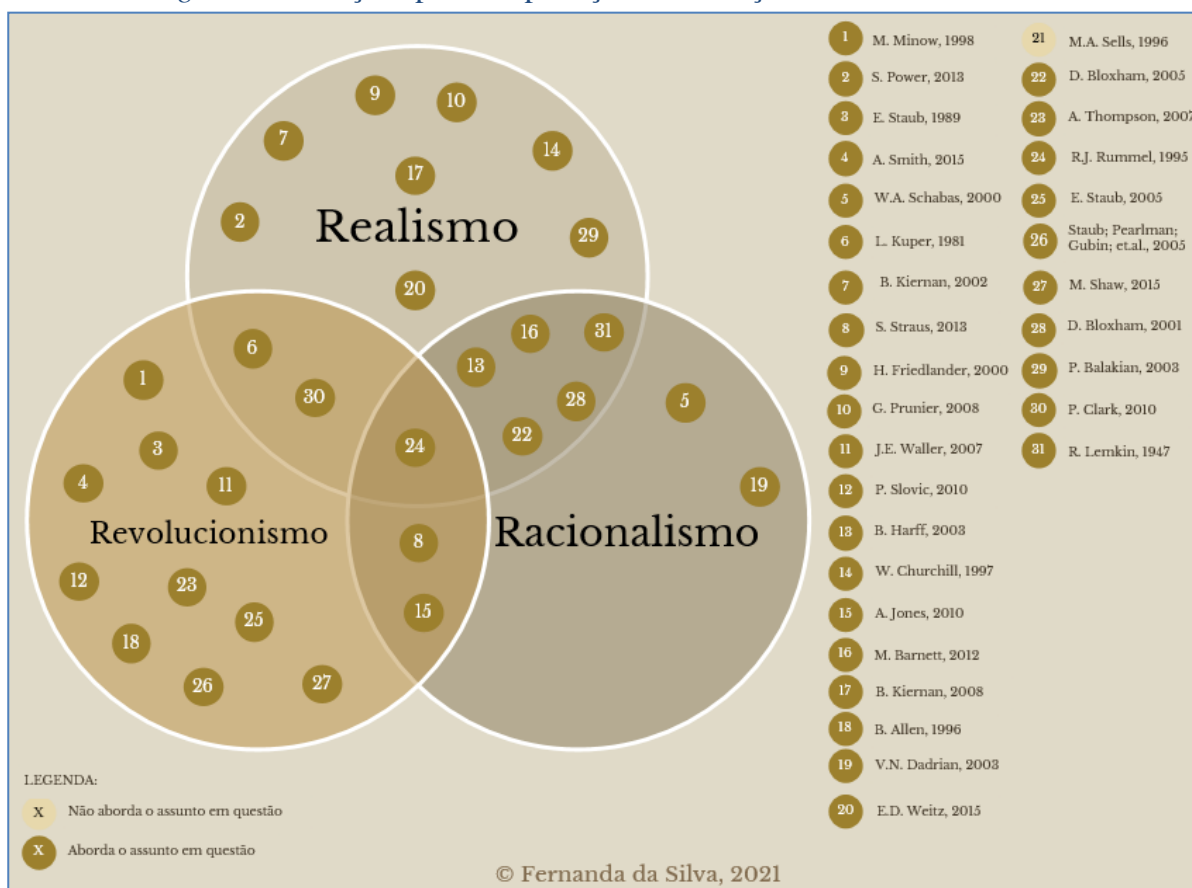 9
10
7
14
17
2
Realismo
29
20
6
16
31
13
1
30
28
5
22
24
3
4
11
19
Revolucionismo
Racionalismo
8
12
23
15
25
18
26
27
1 M. Minow, 1998
2 S. Power, 2013
3 E. Staub, 1989
4 A. Smith, 2015
5 W.A. Schabas, 2000
6 L. Kuper, 1981
7 B. Kiernan, 2002
8 S. Straus, 2013
9 H. Friedlander, 2000
10 G. Prunier, 2008
11 J.E. Waller, 2007
12 P. Slovic, 2010
13 B. Harff, 2003
14 W. Churchill, 1997
15 A. Jones, 2010
16 M. Barnett, 2012
17 B. Kiernan, 2008
18 B. Allen, 1996
19 V.N. Dadrian, 2003
20 E.D. Weitz, 2015
21 M.A. Sells, 1996
22 D. Bloxham, 2005
23 A. Thompson, 2007
24 R.J. Rummel, 1995
25 E. Staub, 2005
26 Staub; Pearlman;
Gubin; et.al., 2005
27 M. Shaw, 2015
28 D. Bloxham, 2001
29 P. Balakian, 2003
30 P. Clark, 2010
31 R. Lemkin, 1947
LEGENDA:
X Não aborda o assunto em questão
X Aborda o assunto em questão
© Fernanda da Silva, 2021